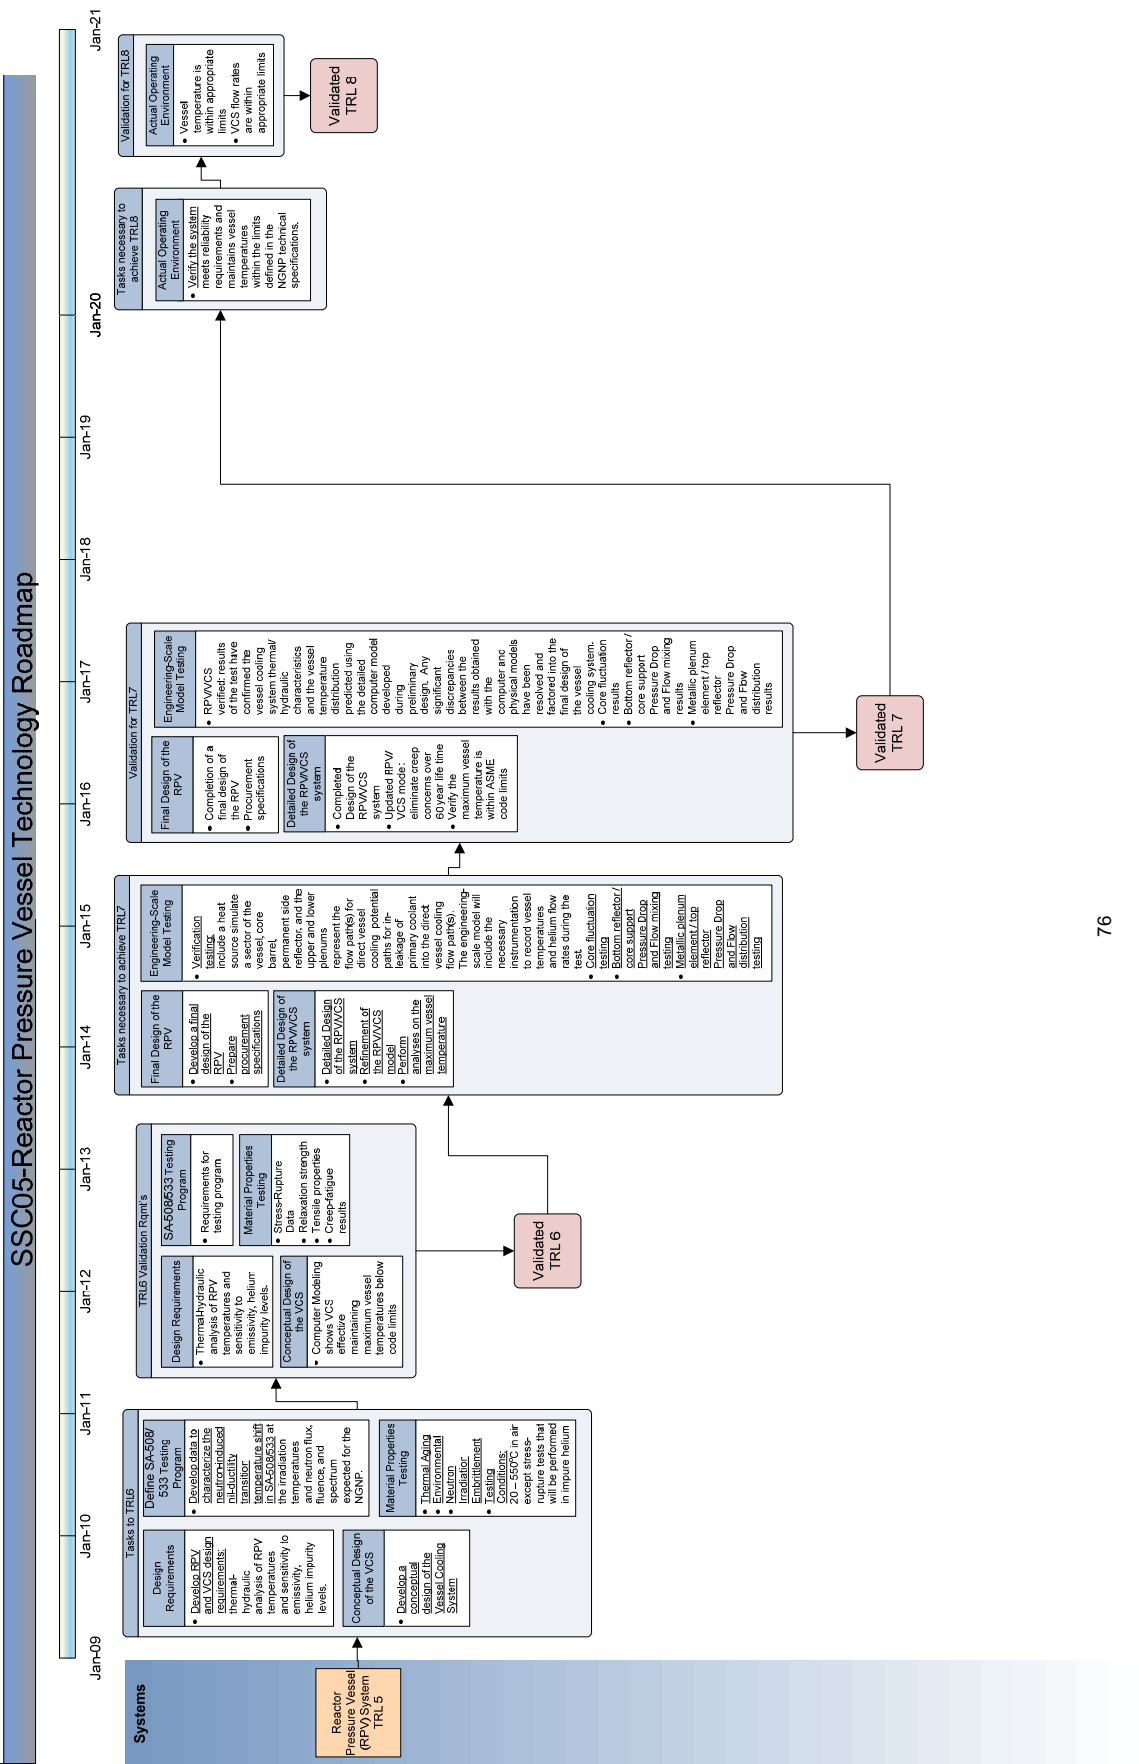 SSC05-Reactor Pressure Vessel Technology Roadmap
Jan-09
Jan-10
Jan-11
Jan-12
Jan-13
Jan-14
Jan-15
Jan-16
Jan-17
Jan-18
Jan-19
Jan-20
Jan-21
Systems
Reactor
Pressure Vessel
(RPV) System
TRL 5
Tasks to TRL6
Design
Requirements
• Develop RPV
and VCS design
requirements:
thermal-
hydraulic
analysis of RPV
temperatures
and sensitivity to
emissivity,
helium impurity
levels.
Define SA-508/
533 Testing
Program
• Develop data to
characterize the
neutron-induced
nil-ductility
transition
temperature shift
in SA-508/533 at
the irradiation
temperatures
and neutron flux,
fluence, and
spectrum
expected for the
NGNP.
Conceptual Design
of the VCS
• Develop a
conceptual
design of the
Vessel Cooling
System
Material Properties
Testing
• Thermal Aging
• Environmental
• Neutron
Irradiation
Embrittlement
• Testing
Conditions:
20 – 550ºC in air
except stress-
rupture tests that
will be performed
in impure helium
TRL6 Validation Rqmt's
Design Requirements
• Thermal-hydraulic
analysis of RPV
temperatures and
sensitivity to
emissivity, helium
impurity levels.
SA-508/533 Testing
Program
• Requirements for
testing program
Conceptual Design of
the VCS
• Computer Modeling
shows VCS
effective
maintaining
maximum vessel
temperatures below
code limits
Material Properties
Testing
• Stress-Rupture
Data
• Relaxation strength
• Tensile properties
• Creep-fatigue
results
Validated
TRL 6
Tasks necessary to achieve TRL7
Final Design of the
RPV
• Develop a final
design of the
RPV
• Prepare
procurement
specifications
Detailed Design of
the RPV/VCS
system
• Detailed Design
of the RPV/VCS
system
• Refinement of
the RPV/VCS
model
• Perform
analyses on the
maximum vessel
temperature
Engineering-Scale
Model Testing
• Verification
testing:
include a heat
source simulate
a sector of the
vessel, core
barrel,
permanent side
reflector, and the
upper and lower
plenums
represent the
flow path(s) for
direct vessel
cooling potential
paths for in-
leakage of
primary coolant
into the direct
vessel cooling
flow path(s).
The engineering-
scale model will
include the
necessary
instrumentation
to record vessel
temperatures
and helium flow
rates during the
test.
• Core fluctuation
testing
• Bottom reflector /
core support
Pressure Drop
and Flow mixing
testing
• Metallic plenum
element / top
reflector
Pressure Drop
and Flow
distribution
testing
Validation for TRL7
Final Design of the
RPV
• Completion of a
final design of
the RPV
• Procurement
specifications
Detailed Design of
the RPV/VCS
system
• Completed
Design of the
RPV/VCS
system
• Updated RPV/
VCS mode:
eliminate creep
concerns over
60 year life time
• Verify the
maximum vessel
temperature is
within ASME
code limits
Engineering-Scale
Model Testing
• RPV/VCS
verified: results
of the test have
confirmed the
vessel cooling
system thermal/
hydraulic
characteristics
and the vessel
temperature
distribution
predicted using
the detailed
computer model
developed
during
preliminary
design. Any
significant
discrepancies
between the
results obtained
with the
computer and
physical models
have been
resolved and
factored into the
final design of
the vessel
cooling system.
• Core fluctuation
results
• Bottom reflector /
core support
Pressure Drop
and Flow mixing
results
• Metallic plenum
element / top
reflector
Pressure Drop
and Flow
distribution
results
Validated
TRL 7
Tasks necessary to
achieve TRL8
Actual Operating
Environment
• Verify the system
meets reliability
requirements and
maintains vessel
temperatures
within the limits
defined in the
NGNP technical
specifications.
Validation for TRL8
Actual Operating
Environment
• Vessel
temperature is
within appropriate
limits
• VCS flow rates
are within
appropriate limits
Validated
TRL 8
76